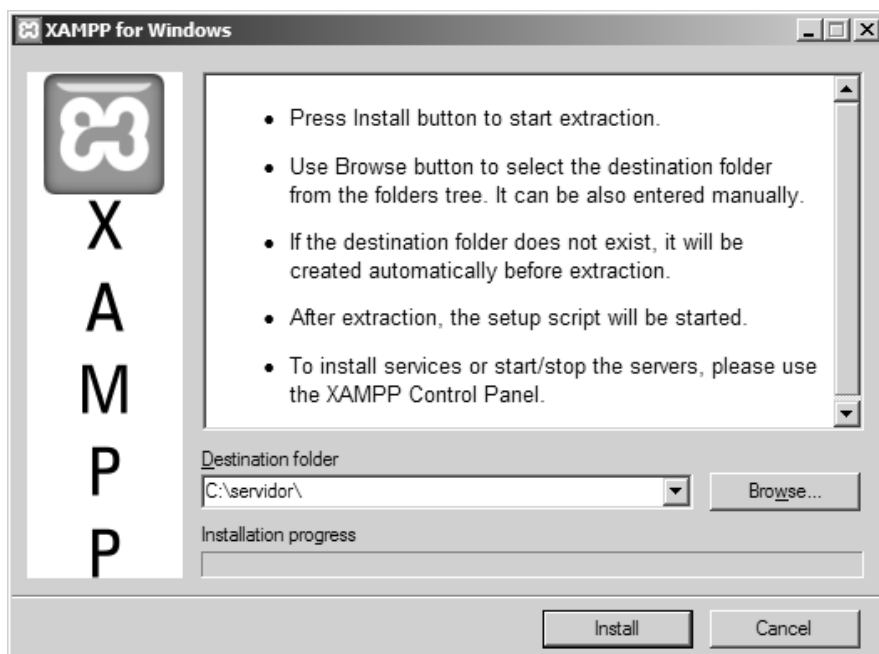 XAMPP for Windows
X
A
M
P
P
• Press Install button to start extraction.
• Use Browse button to select the destination folder
from the folders tree. It can be also entered manually.
• If the destination folder does not exist, it will be
created automatically before extraction.
• After extraction, the setup script will be started.
• To install services or start/stop the servers, please use
the XAMPP Control Panel.
Destination folder
C:\servidor\
Browse...
Installation progress
Install
Cancel